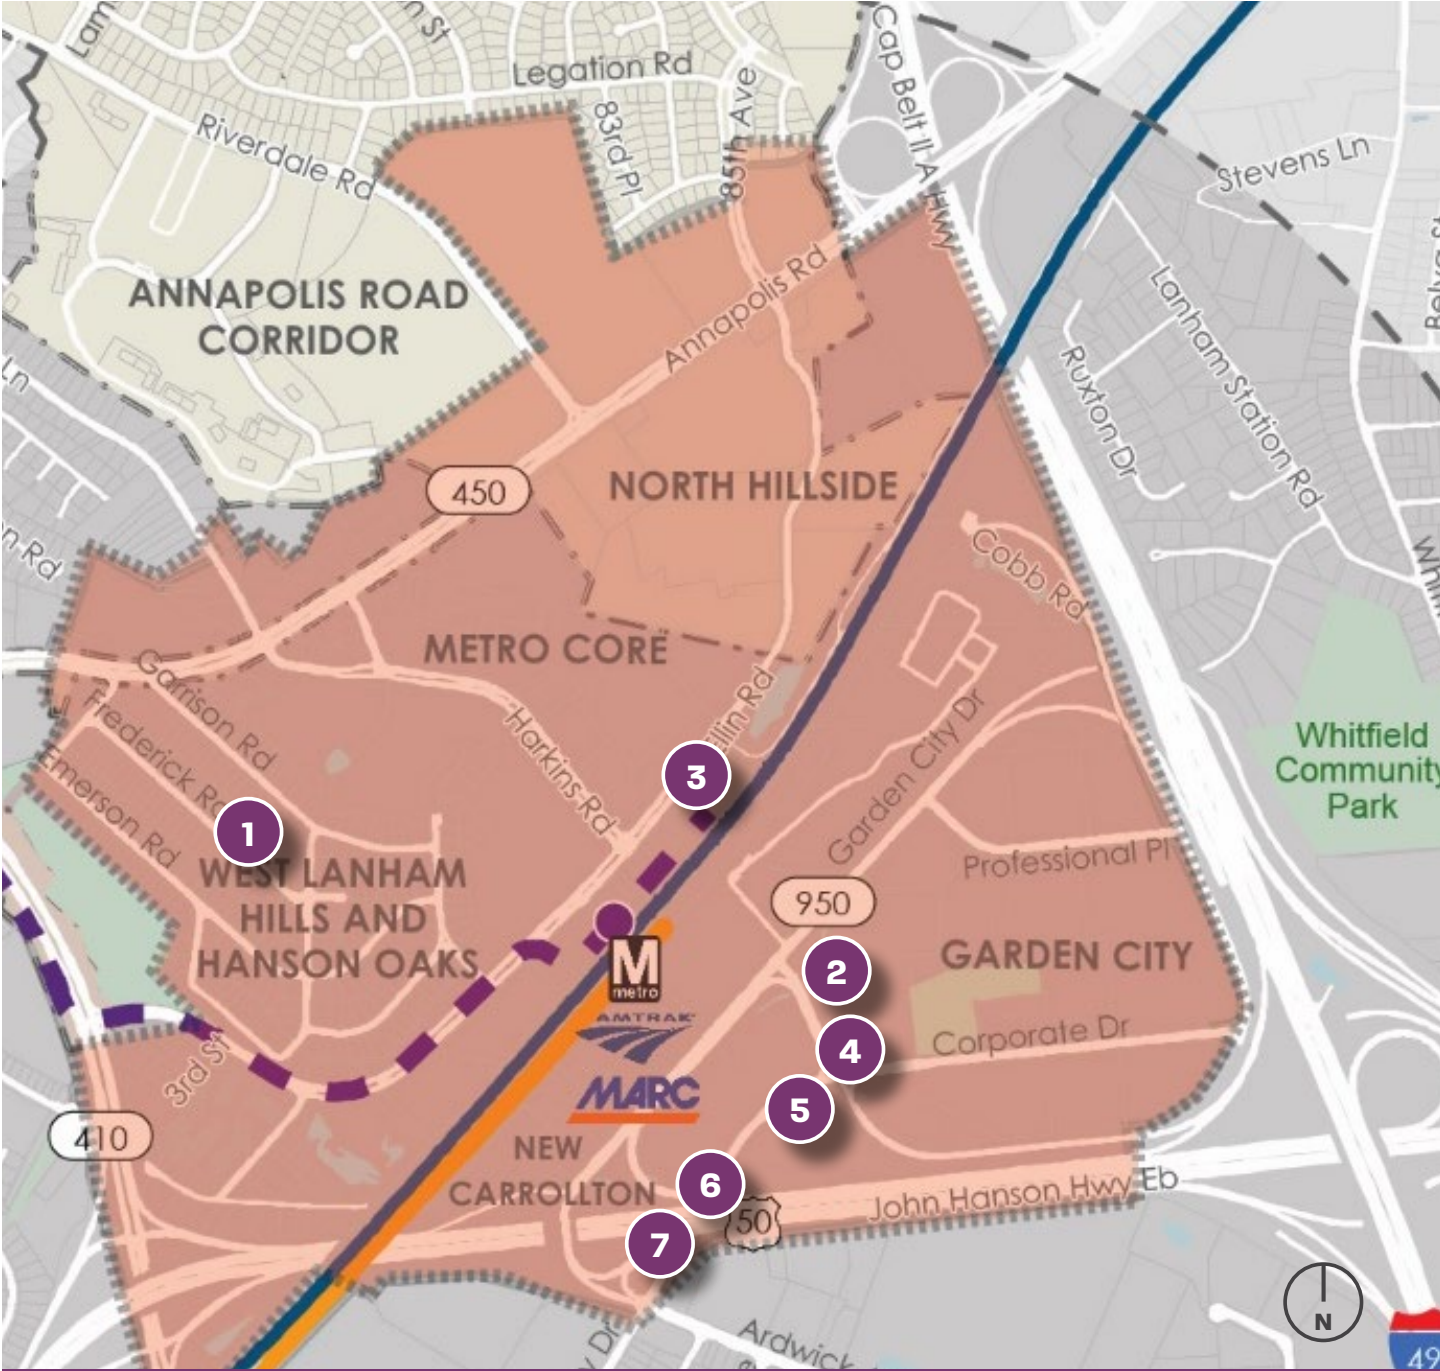 Legation Rd
83rd Pl
85th Ave
Cap Belt II A Hwy
Stevens Ln
Riverdale Rd
ANNAPOLIS ROAD
CORRIDOR
Annapolis Rd
Lanham Station Rd
Ruxton Dr
Ln
450
NORTH HILLSIDE
Cobb Rd
METRO CORE
Garrison Rd
Frederick Rd
Emerson Rd
Harkins Rd
Garden City Dr
Whitfield
Community
Park
3
1
WEST LANHAM
HILLS AND
HANSON OAKS
Professional Pl
950
M
metro
2
GARDEN CITY
AMTRAK
4
Corporate Dr
3rd St
MARC
5
410
NEW
CARROLLTON
6
John Hanson Hwy Eb
50
7
N
Ardwick